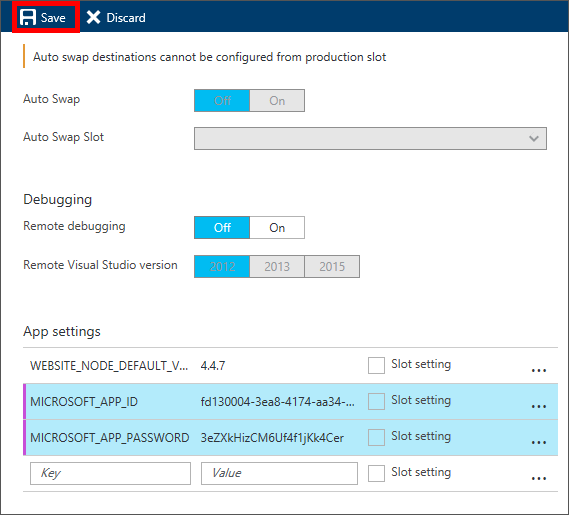 Save Discard
Auto swap destinations cannot be configured from production slot
Auto Swap Off On
Auto Swap Slot
Debugging
Remote debugging Off On
Remote Visual Studio version 2012 2013 2015
App settings
WEBSITE_NODE_DEFAULT_V... 4.4.7 Slot setting ...
MICROSOFT_APP_ID fd130004-3ea8-4174-aa34-... Slot setting ...
MICROSOFT_APP_PASSWORD 3eZXkHizCM6Uf4f1jKk4Cer Slot setting ...
Key Value Slot setting ...